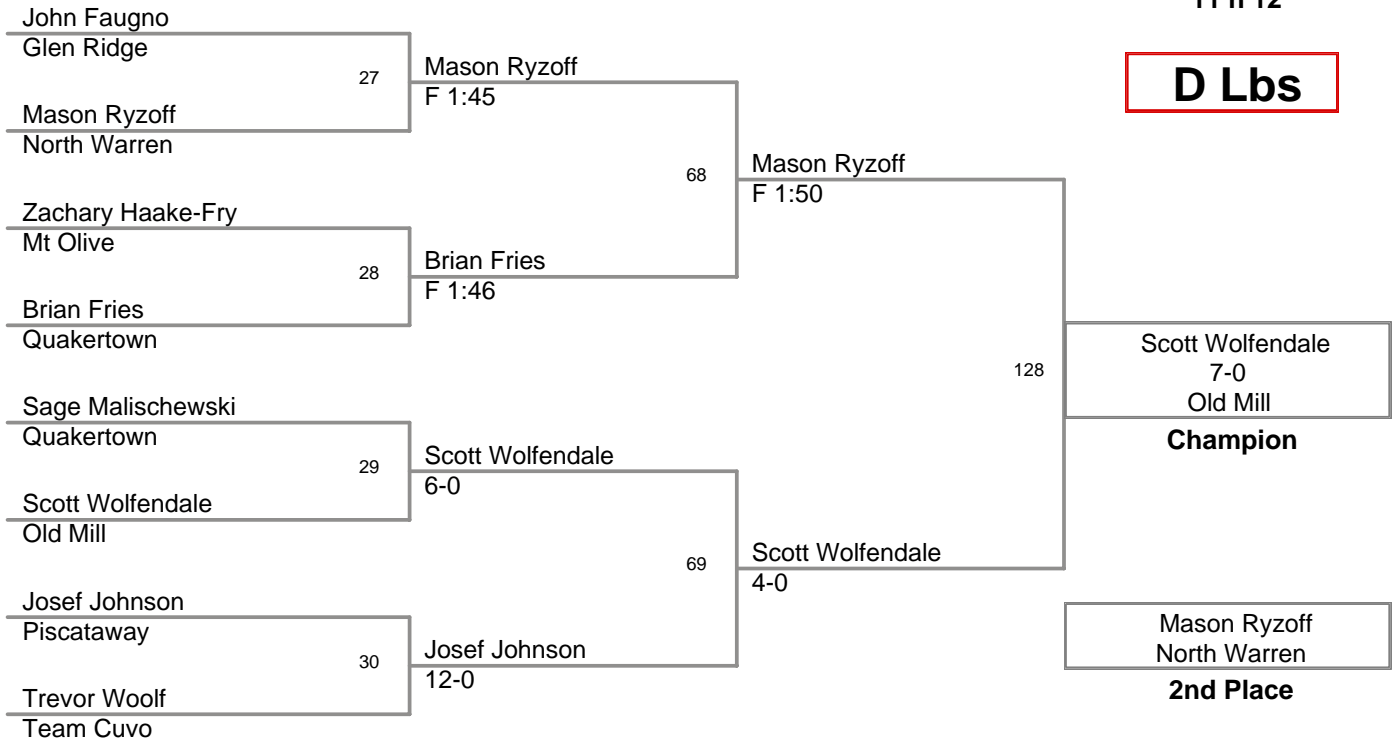 John Faugno
Glen Ridge
27
Mason Ryzoff
F 1:45
Mason Ryzoff
North Warren
68
Mason Ryzoff
F 1:50
Zachary Haake-Fry
Mt Olive
28
Brian Fries
F 1:46
Brian Fries
Quakertown
128
Sage Malischewski
Quakertown
29
Scott Wolfendale
6-0
Scott Wolfendale
Old Mill
69
Scott Wolfendale
4-0
Josef Johnson
Piscataway
30
Josef Johnson
12-0
Trevor Woolf
Team Cuvo
D Lbs
Scott Wolfendale
7-0
Old Mill
Champion
Mason Ryzoff
North Warren
2nd Place